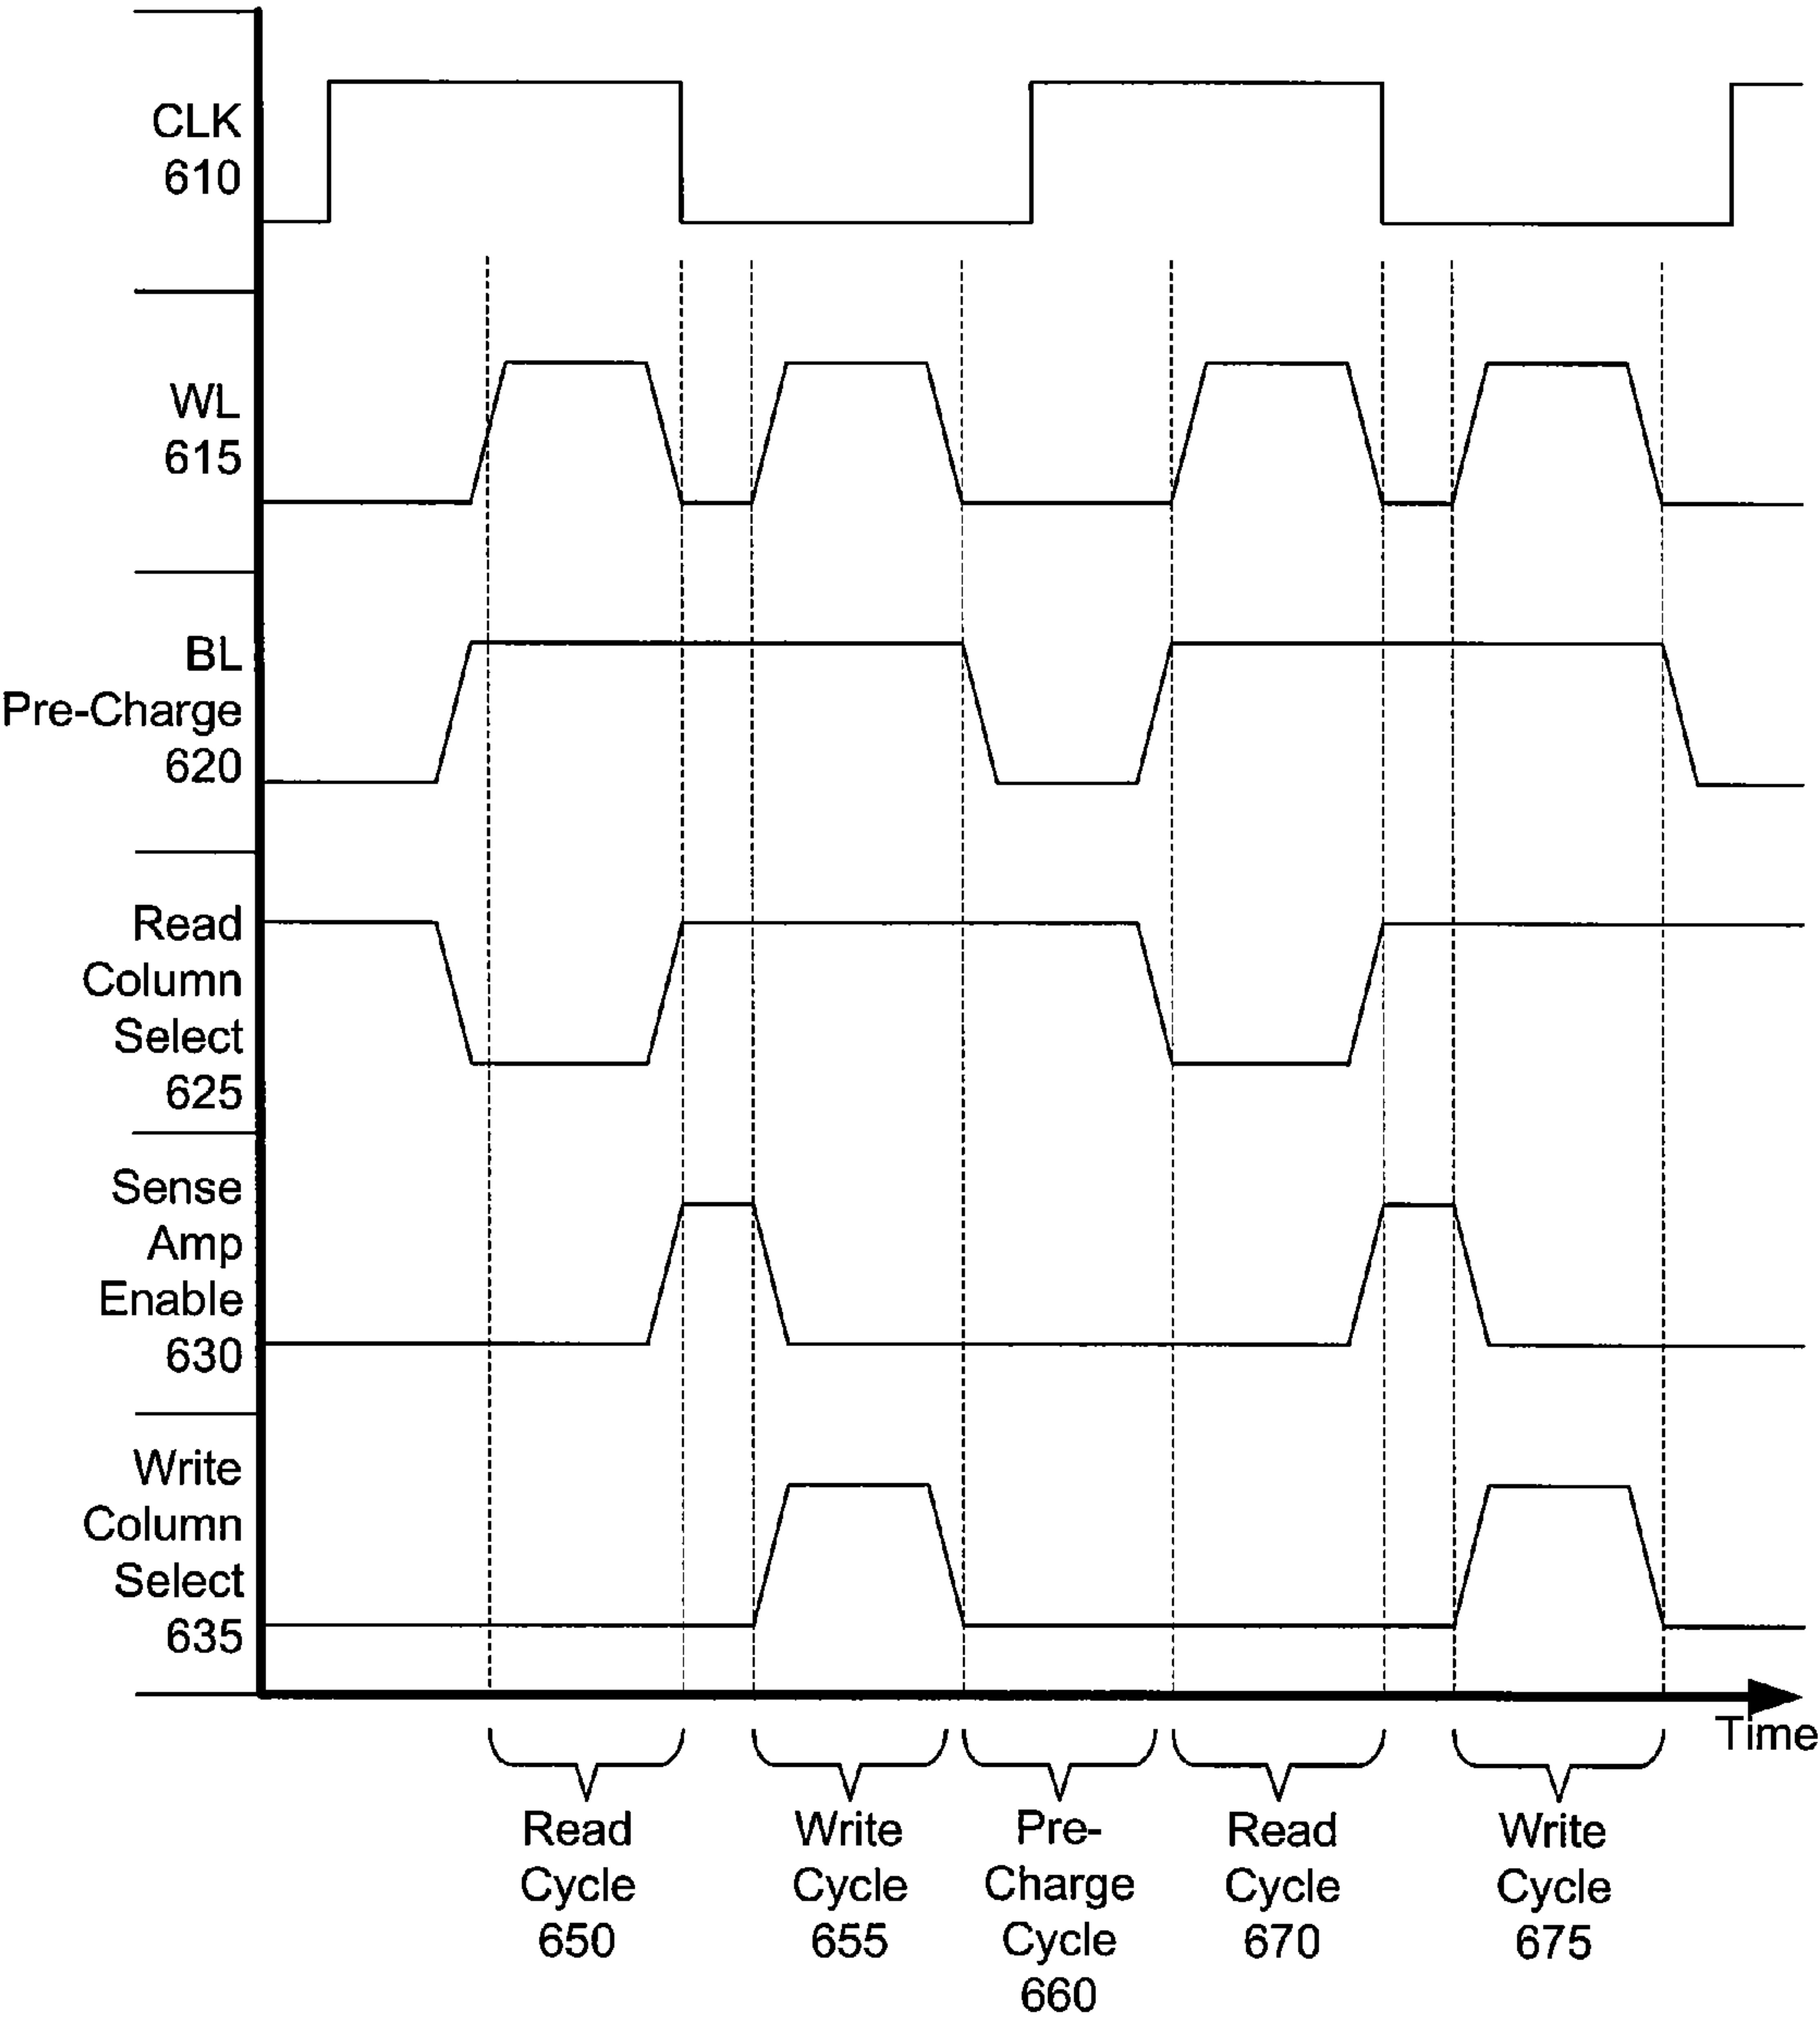 CLK
610
WL
615
BL
Pre-Charge
620
Read
Column
Select
625
Sense
Amp
Enable
630
Write
Column
Select
635
Time
Read
Cycle
650
Write
Cycle
655
Pre-
Charge
Cycle
660
Read
Cycle
670
Write
Cycle
675